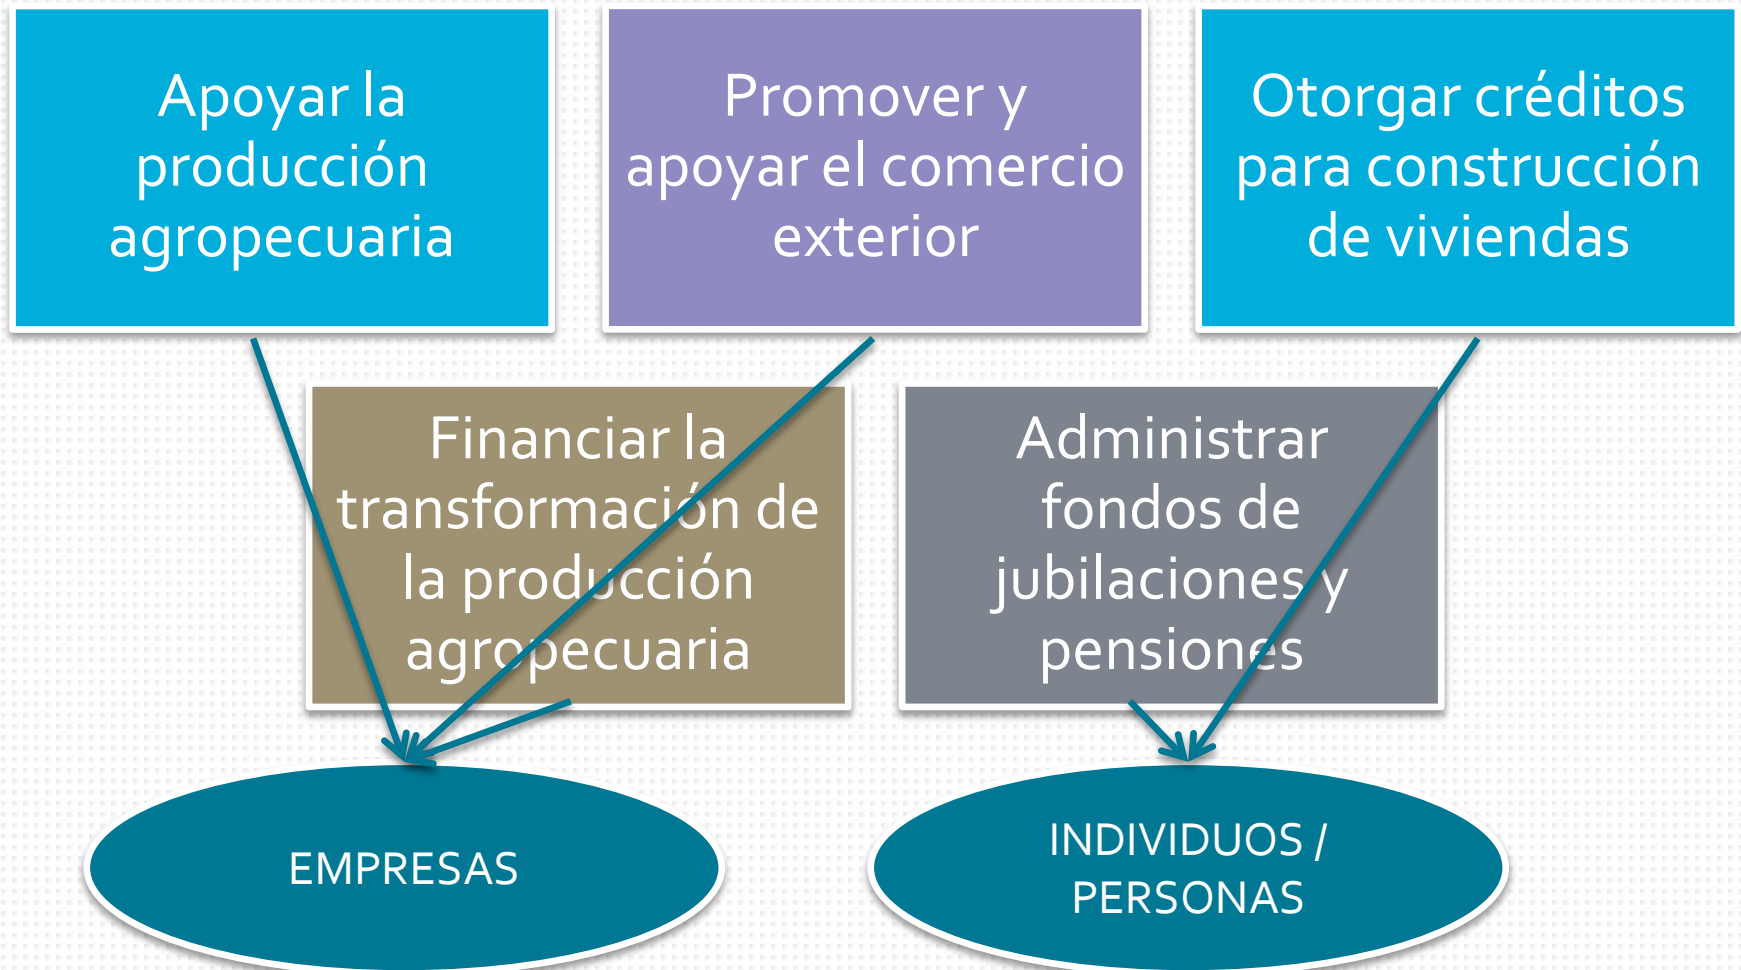 Apoyar la
producción
agropecuaria
Promover y
apoyar el comercio
exterior
Otorgar créditos
para construcción
de viviendas
Financiar la
transformación de
la producción
agropecuaria
Administrar
fondos de
jubilaciones y
pensiones
EMPRESAS
INDIVIDUOS /
PERSONAS